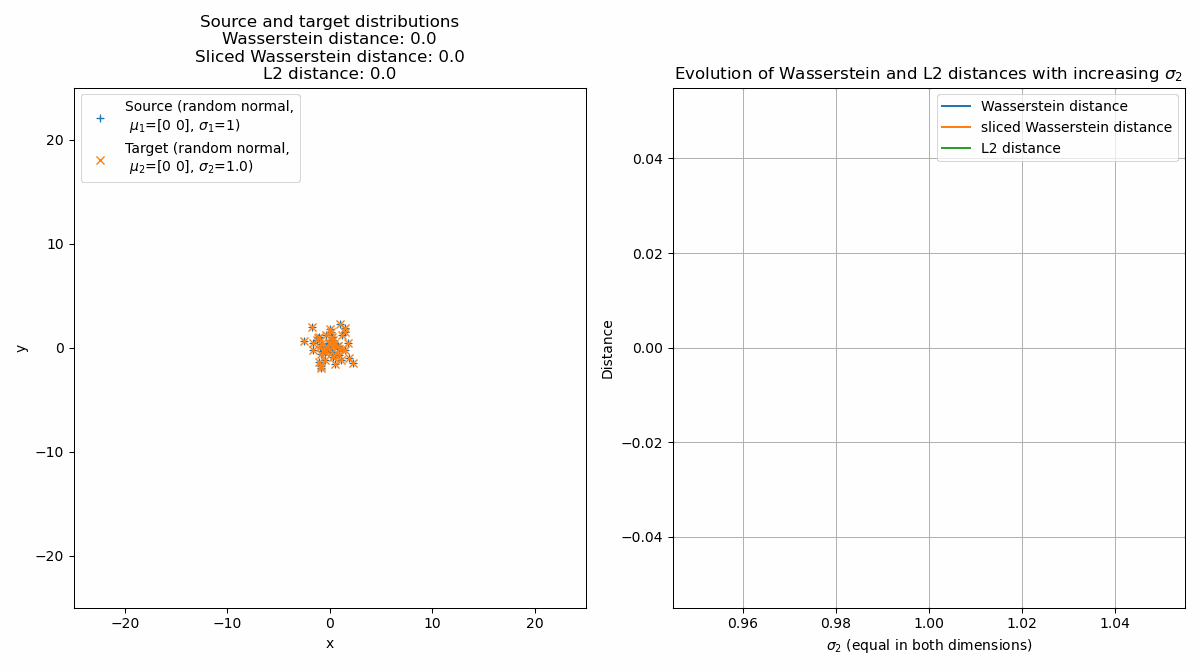 Source and target distributions
Wasserstein distance: 0.0
Sliced Wasserstein distance: 0.0
L2 distance: 0.0
Source (random normal,
μ₁=[0 0], σ₁=1)
Target (random normal,
μ₂=[0 0], σ₂=1.0)
20
10
0
−10
−20
y
−20
−10
0
10
20
x
Evolution of Wasserstein and L2 distances with increasing σ₂
Wasserstein distance
sliced Wasserstein distance
L2 distance
0.04
0.02
0.00
−0.02
−0.04
Distance
0.96
0.98
1.00
1.02
1.04
σ₂ (equal in both dimensions)